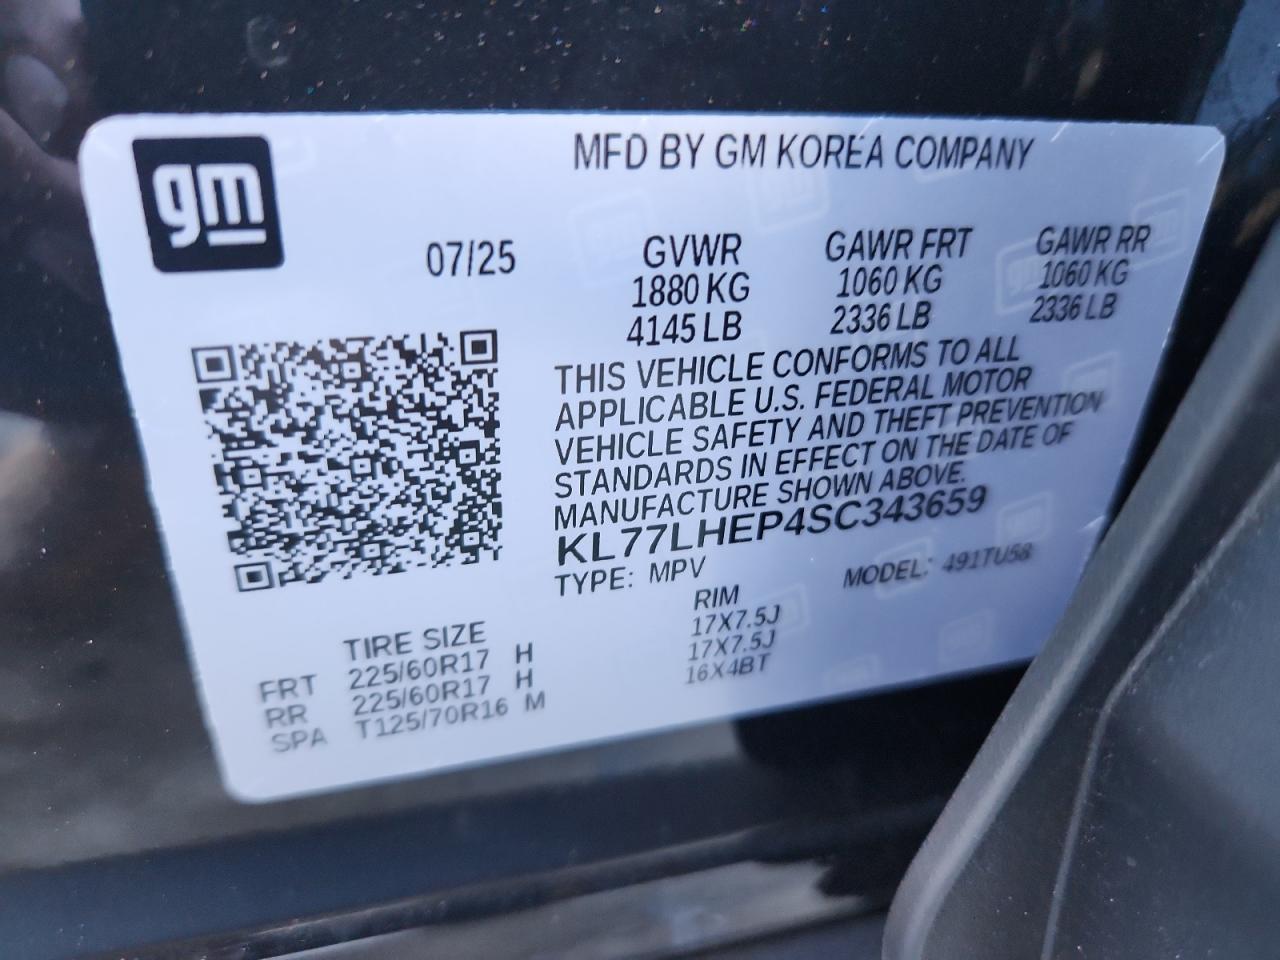 gm
MFD BY GM KOREA COMPANY
07/25
GVWR GAWR FRT GAWR RR
1880 KG 1060 KG 1060 KG
4145 LB 2336 LB 2336 LB
THIS VEHICLE CONFORMS TO ALL
APPLICABLE U.S. FEDERAL MOTOR
VEHICLE SAFETY AND THEFT PREVENTION
STANDARDS IN EFFECT ON THE DATE OF
MANUFACTURE SHOWN ABOVE.
KL77LHEP4SC343659
TYPE: MPV MODEL: 491TU58
TIRE SIZE RIM
FRT 225/60R17 H 17X7.5J
RR 225/60R17 H 17X7.5J
SPA T125/70R16 M 16X4BT